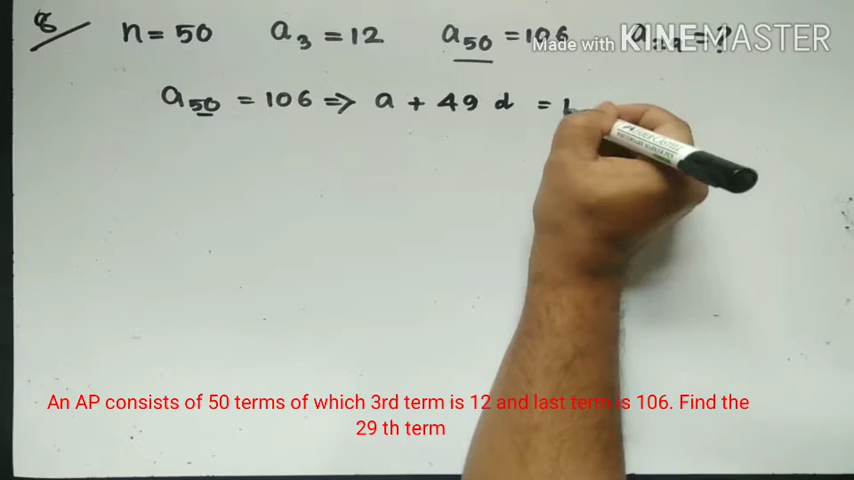 8 n = 50 a₃ = 12 a₅₀ = 106 = ?
Made with KINEMASTER
a₅₀ = 106 ⇒ a + 49 d = 1
An AP consists of 50 terms of which 3rd term is 12 and last term is 106. Find the
29 th term